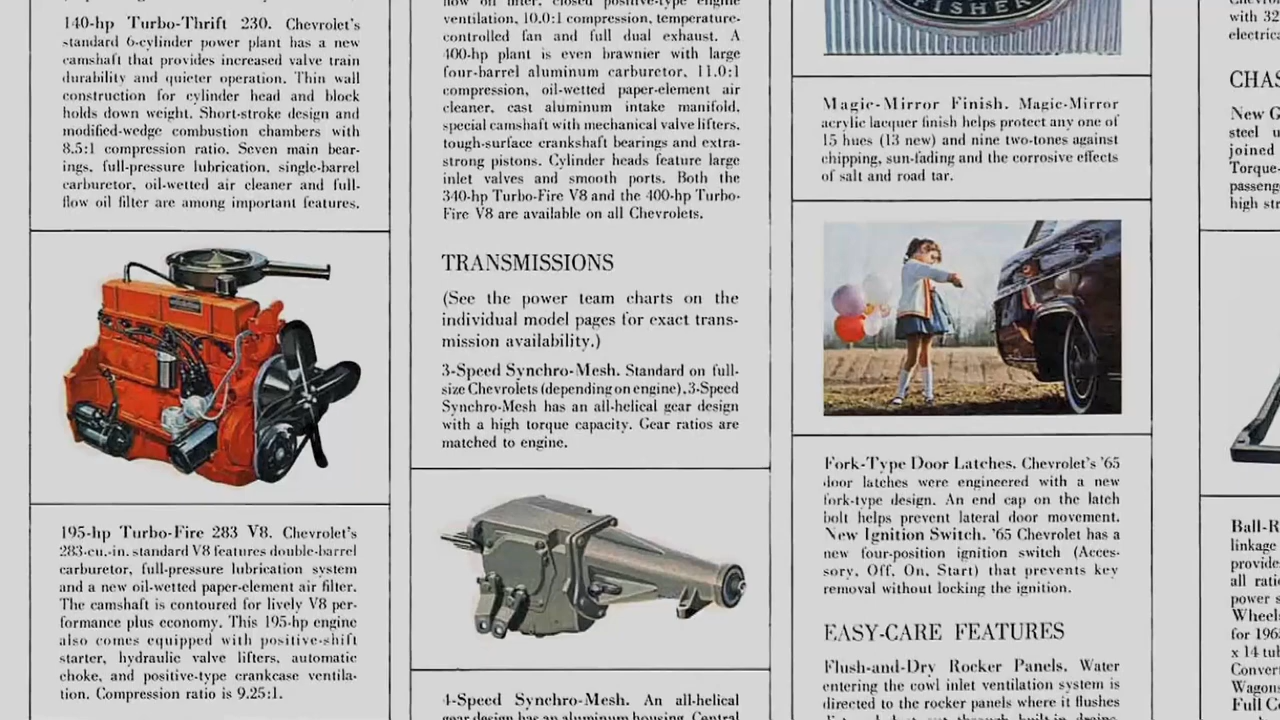 140-hp Turbo-Thrift 230. Chevrolet's
standard 6-cylinder power plant has a new
camshaft that provides increased valve train
durability and quieter operation. Thin wall
construction for cylinder head and block
holds down weight. Short-stroke design and
modified-wedge combustion chambers with
8.5:1 compression ratio. Seven main bear-
ings, full-pressure lubrication, single-barrel
carburetor, oil-wetted air cleaner and full-
flow oil filter are among important features.
195-hp Turbo-Fire 283 V8. Chevrolet's
283-cu.-in. standard V8 features double-barrel
carburetor, full-pressure lubrication system
and a new oil-wetted paper-element air filter.
The camshaft is contoured for lively V8 per-
formance plus economy. This 195-hp engine
also comes equipped with positive-shift
starter, hydraulic valve lifters, automatic
choke, and positive-type crankcase ventila-
tion. Compression ratio is 9.25:1.
flow oil filter, closed positive-type engine
ventilation, 10.0:1 compression, temperature-
controlled fan and full dual exhaust. A
400-hp plant is even brawnier with large
four-barrel aluminum carburetor, 11.0:1
compression, oil-wetted paper-element air
cleaner, cast aluminum intake manifold,
special camshaft with mechanical valve lifters,
tough-surface crankshaft bearings and extra-
strong pistons. Cylinder heads feature large
inlet valves and smooth ports. Both the
340-hp Turbo-Fire V8 and the 400-hp Turbo-
Fire V8 are available on all Chevrolets.
TRANSMISSIONS
(See the power team charts on the
individual model pages for exact trans-
mission availability.)
3-Speed Synchro-Mesh. Standard on full-
size Chevrolets (depending on engine). 3-Speed
Synchro-Mesh has an all-helical gear design
with a high torque capacity. Gear ratios are
matched to engine.
4-Speed Synchro-Mesh. An all-helical
gear design has an aluminum housing. Central
FISHER
Magic-Mirror Finish. Magic-Mirror
acrylic lacquer finish helps protect any one of
15 hues (13 new) and nine two-tones against
chipping, sun-fading and the corrosive effects
of salt and road tar.
Fork-Type Door Latches. Chevrolet's '65
door latches were engineered with a new
fork-type design. An end cap on the latch
bolt helps prevent lateral door movement.
New Ignition Switch. '65 Chevrolet has a
new four-position ignition switch (Acces-
sory, Off, On, Start) that prevents key
removal without locking the ignition.
EASY-CARE FEATURES
Flush-and-Dry Rocker Panels. Water
entering the cowl inlet ventilation system is
directed to the rocker panels where it flushes
with 32
electrica
CHAS
New G
steel u
joined
Torque-
passeng
high str
Ball-R
linkage
provide
all ratio
power s
Wheels
for 196
x 14 tub
Convert
Wagons
Full C